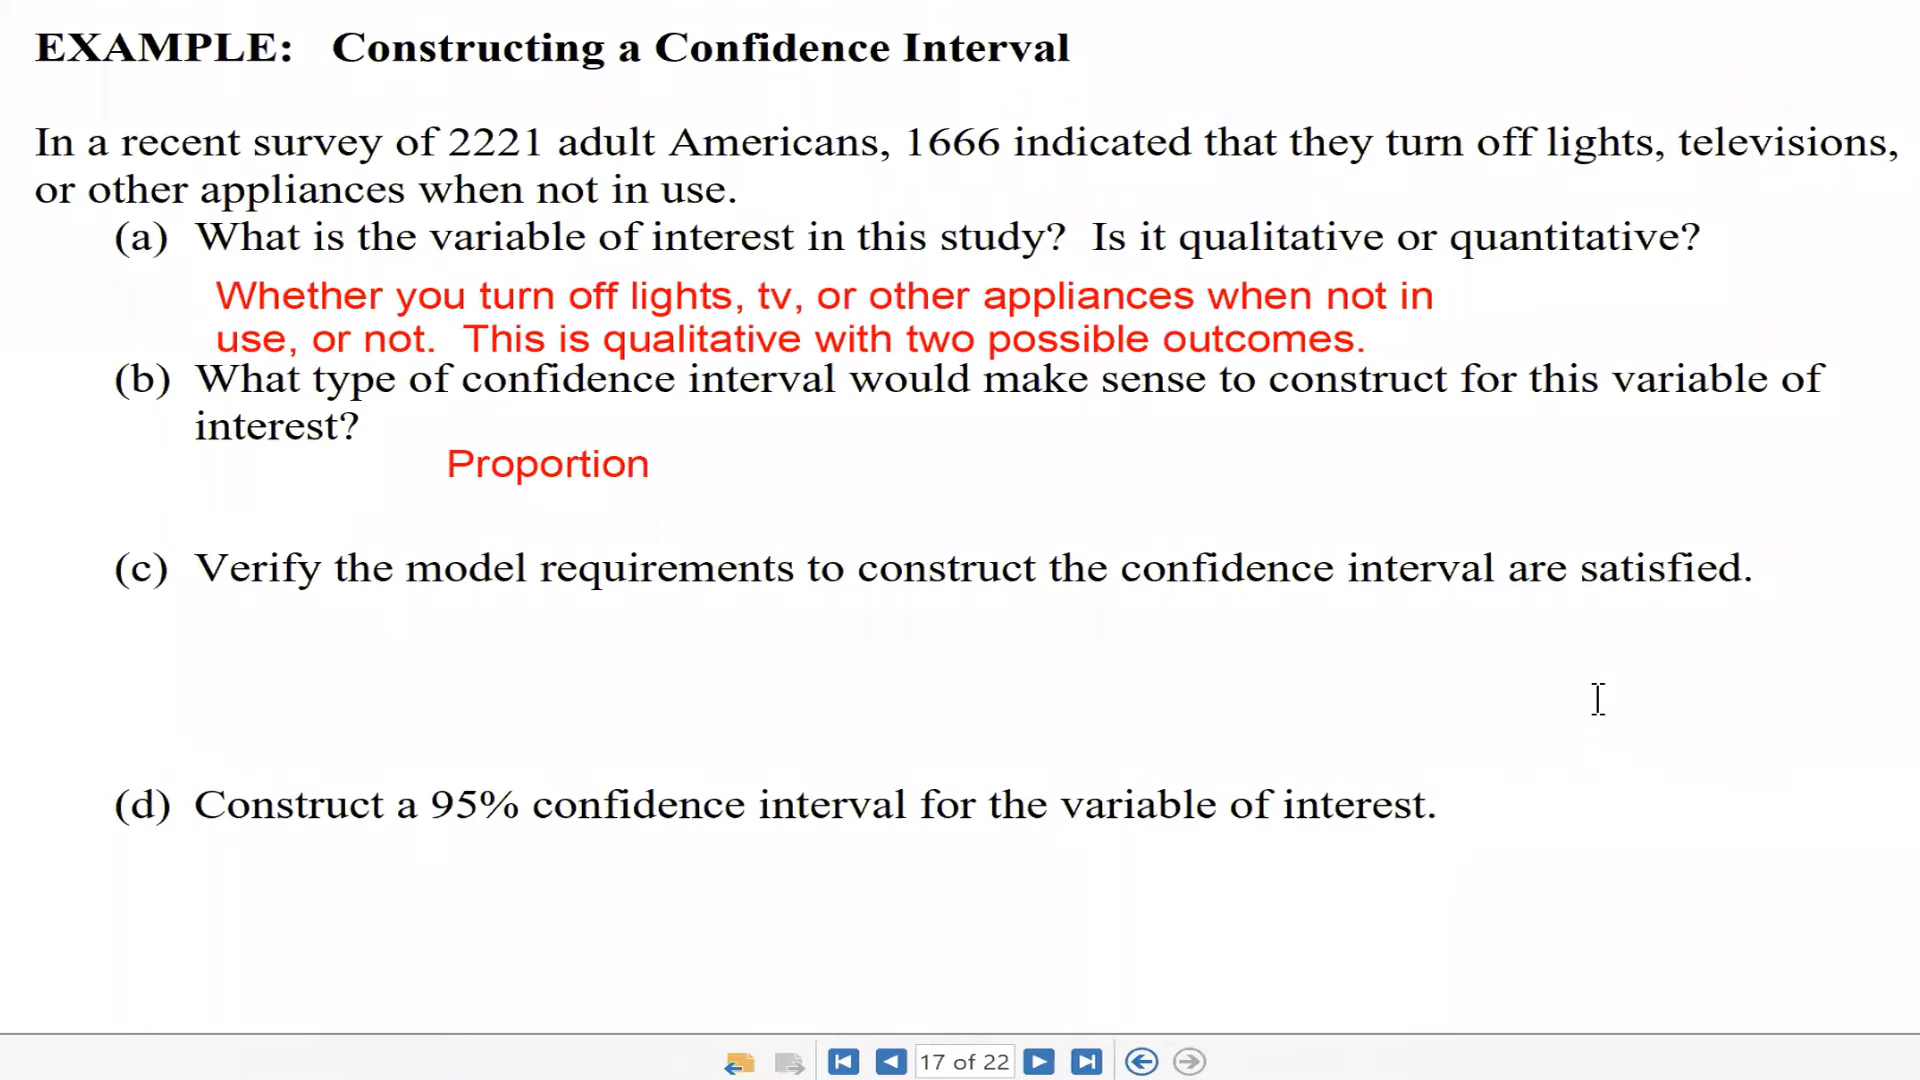 EXAMPLE: Constructing a Confidence Interval
In a recent survey of 2221 adult Americans, 1666 indicated that they turn off lights, televisions,
or other appliances when not in use.
(a) What is the variable of interest in this study? Is it qualitative or quantitative?
Whether you turn off lights, tv, or other appliances when not in
use, or not. This is qualitative with two possible outcomes.
(b) What type of confidence interval would make sense to construct for this variable of
interest?
Proportion
(c) Verify the model requirements to construct the confidence interval are satisfied.
(d) Construct a 95% confidence interval for the variable of interest.
17 of 22